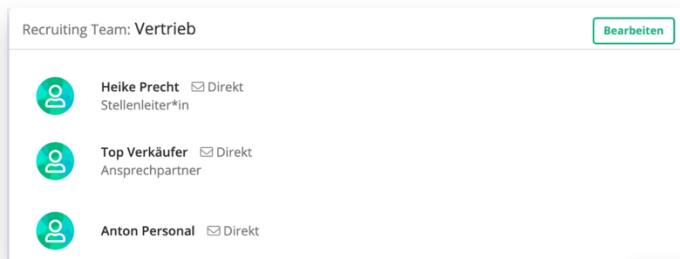 Recruiting Team: Vertrieb
Bearbeiten
Heike Precht Direkt
Stellenleiter*in
Top Verkäufer Direkt
Ansprechpartner
Anton Personal Direkt